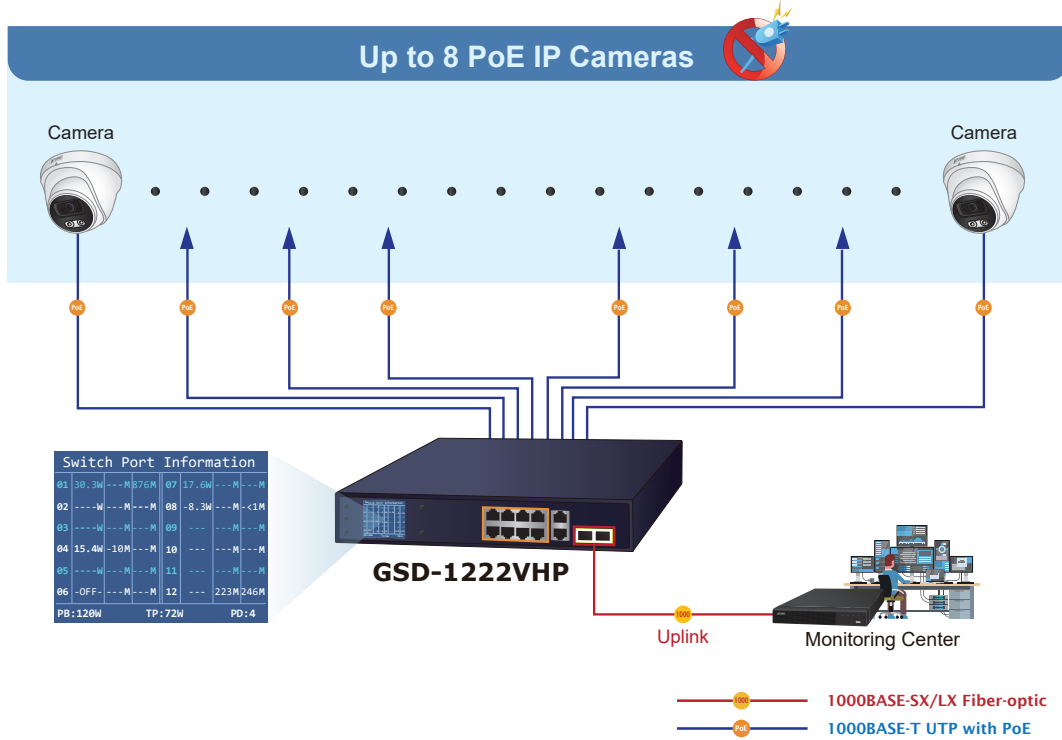 Up to 8 PoE IP Cameras
Camera
Camera
PoE PoE PoE PoE PoE PoE PoE PoE
Switch Port Information
01 30.3W ---M 876M 07 17.6W ---M ---M
02 ----W ---M ---M 08 -8.3W ---M -<1M
03 ----W ---M ---M 09 --- ---M ---M
04 15.4W -10M ---M 10 --- ---M ---M
05 ----W ---M ---M 11 --- ---M ---M
06 -OFF- ---M ---M 12 --- 223M 246M
PB:120W TP:72W PD:4
GSD-1222VHP
1000
Uplink
Monitoring Center
1000 1000BASE-SX/LX Fiber-optic
PoE 1000BASE-T UTP with PoE